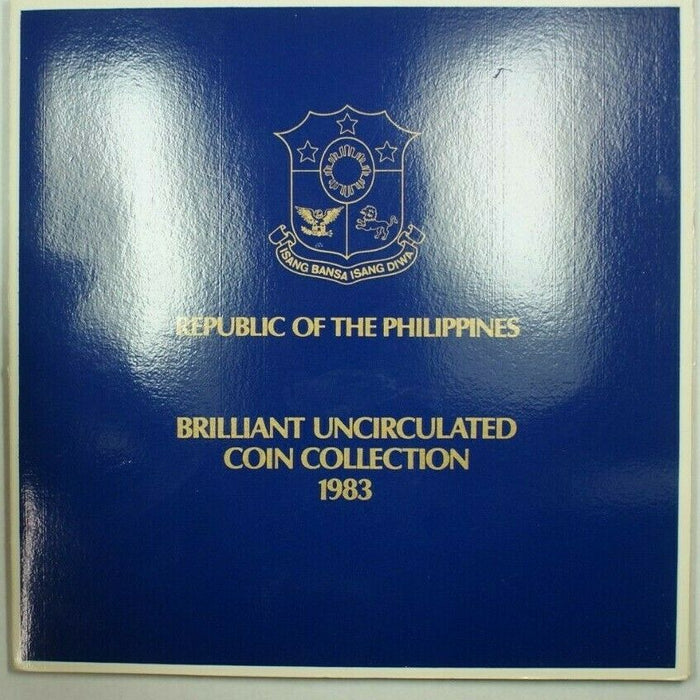 ISANG BANSA ISANG DIWA
REPUBLIC OF THE PHILIPPINES
BRILLIANT UNCIRCULATED
COIN COLLECTION
1983